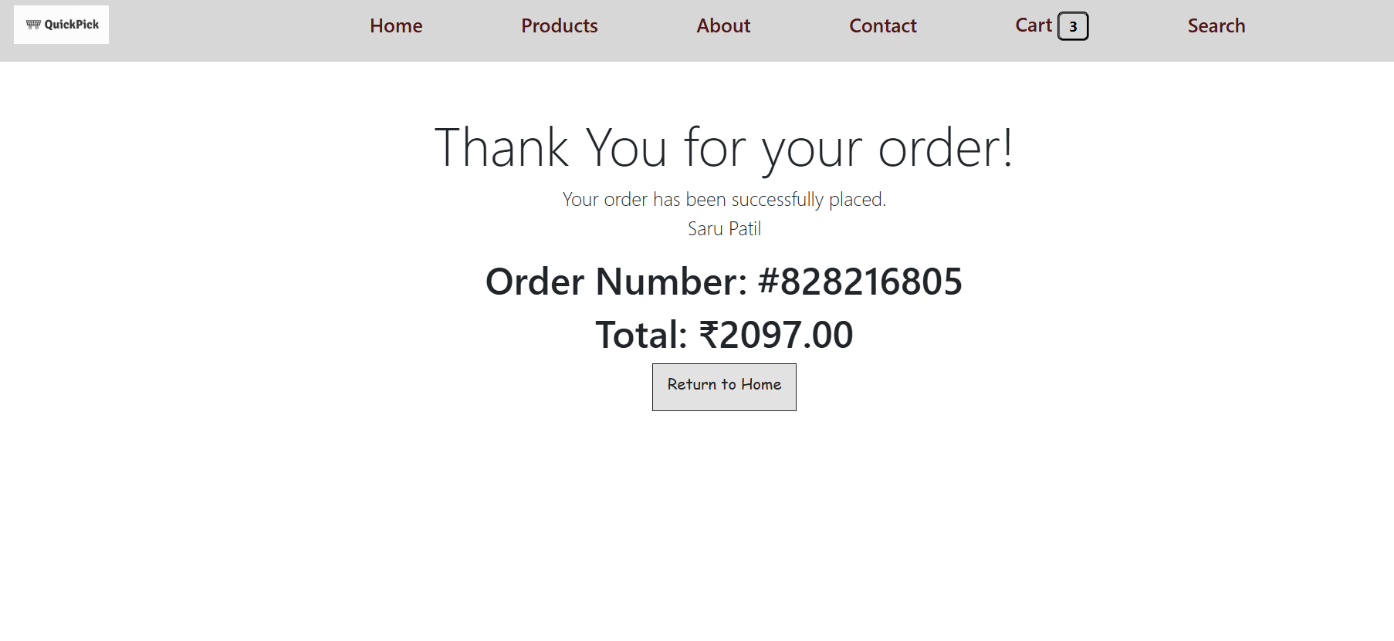 QuickPick
Home Products About Contact Cart 3 Search
Thank You for your order!
Your order has been successfully placed.
Saru Patil
Order Number: #828216805
Total: ₹2097.00
Return to Home